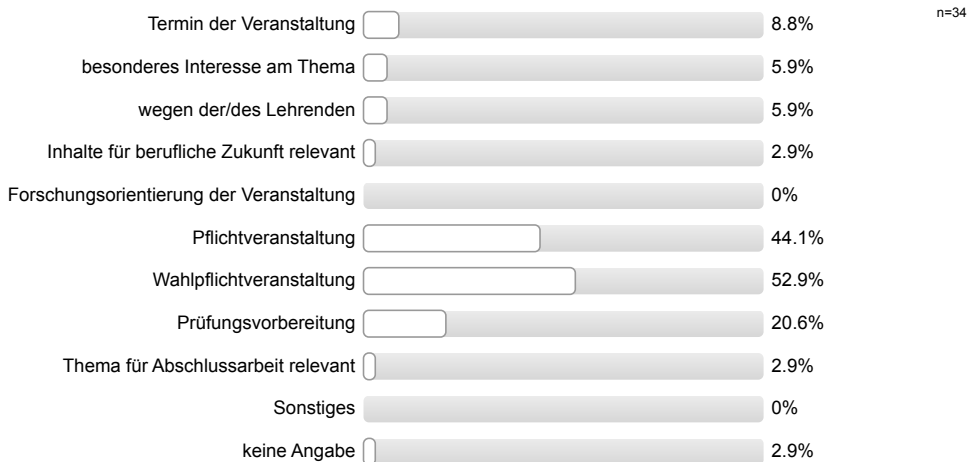 n=34
Termin der Veranstaltung 8.8%
besonderes Interesse am Thema 5.9%
wegen der/des Lehrenden 5.9%
Inhalte für berufliche Zukunft relevant 2.9%
Forschungsorientierung der Veranstaltung 0%
Pflichtveranstaltung 44.1%
Wahlpflichtveranstaltung 52.9%
Prüfungsvorbereitung 20.6%
Thema für Abschlussarbeit relevant 2.9%
Sonstiges 0%
keine Angabe 2.9%